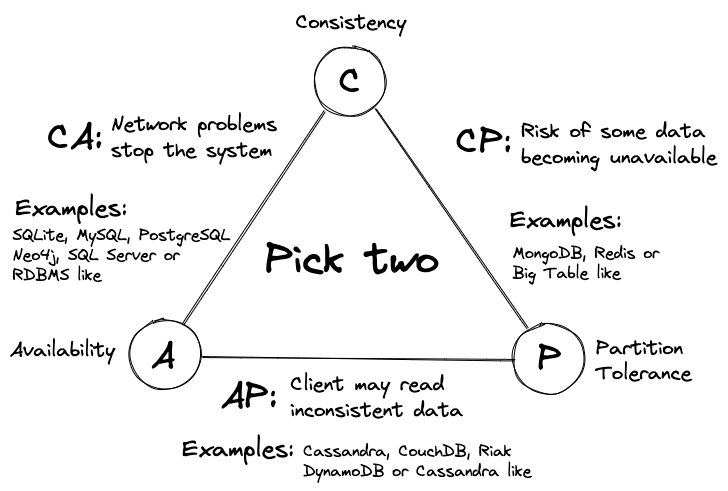 Consistency
C
CA: Network problems
stop the system
CP: Risk of some data
becoming unavailable
Examples:
SQLite, MySQL, PostgreSQL
Neo4j, SQL Server or
RDBMS like
Examples:
MongoDB, Redis or
Big Table like
Pick two
Availability
A
P
Partition
Tolerance
AP: Client may read
inconsistent data
Examples: Cassandra, CouchDB, Riak
DynamoDB or Cassandra like